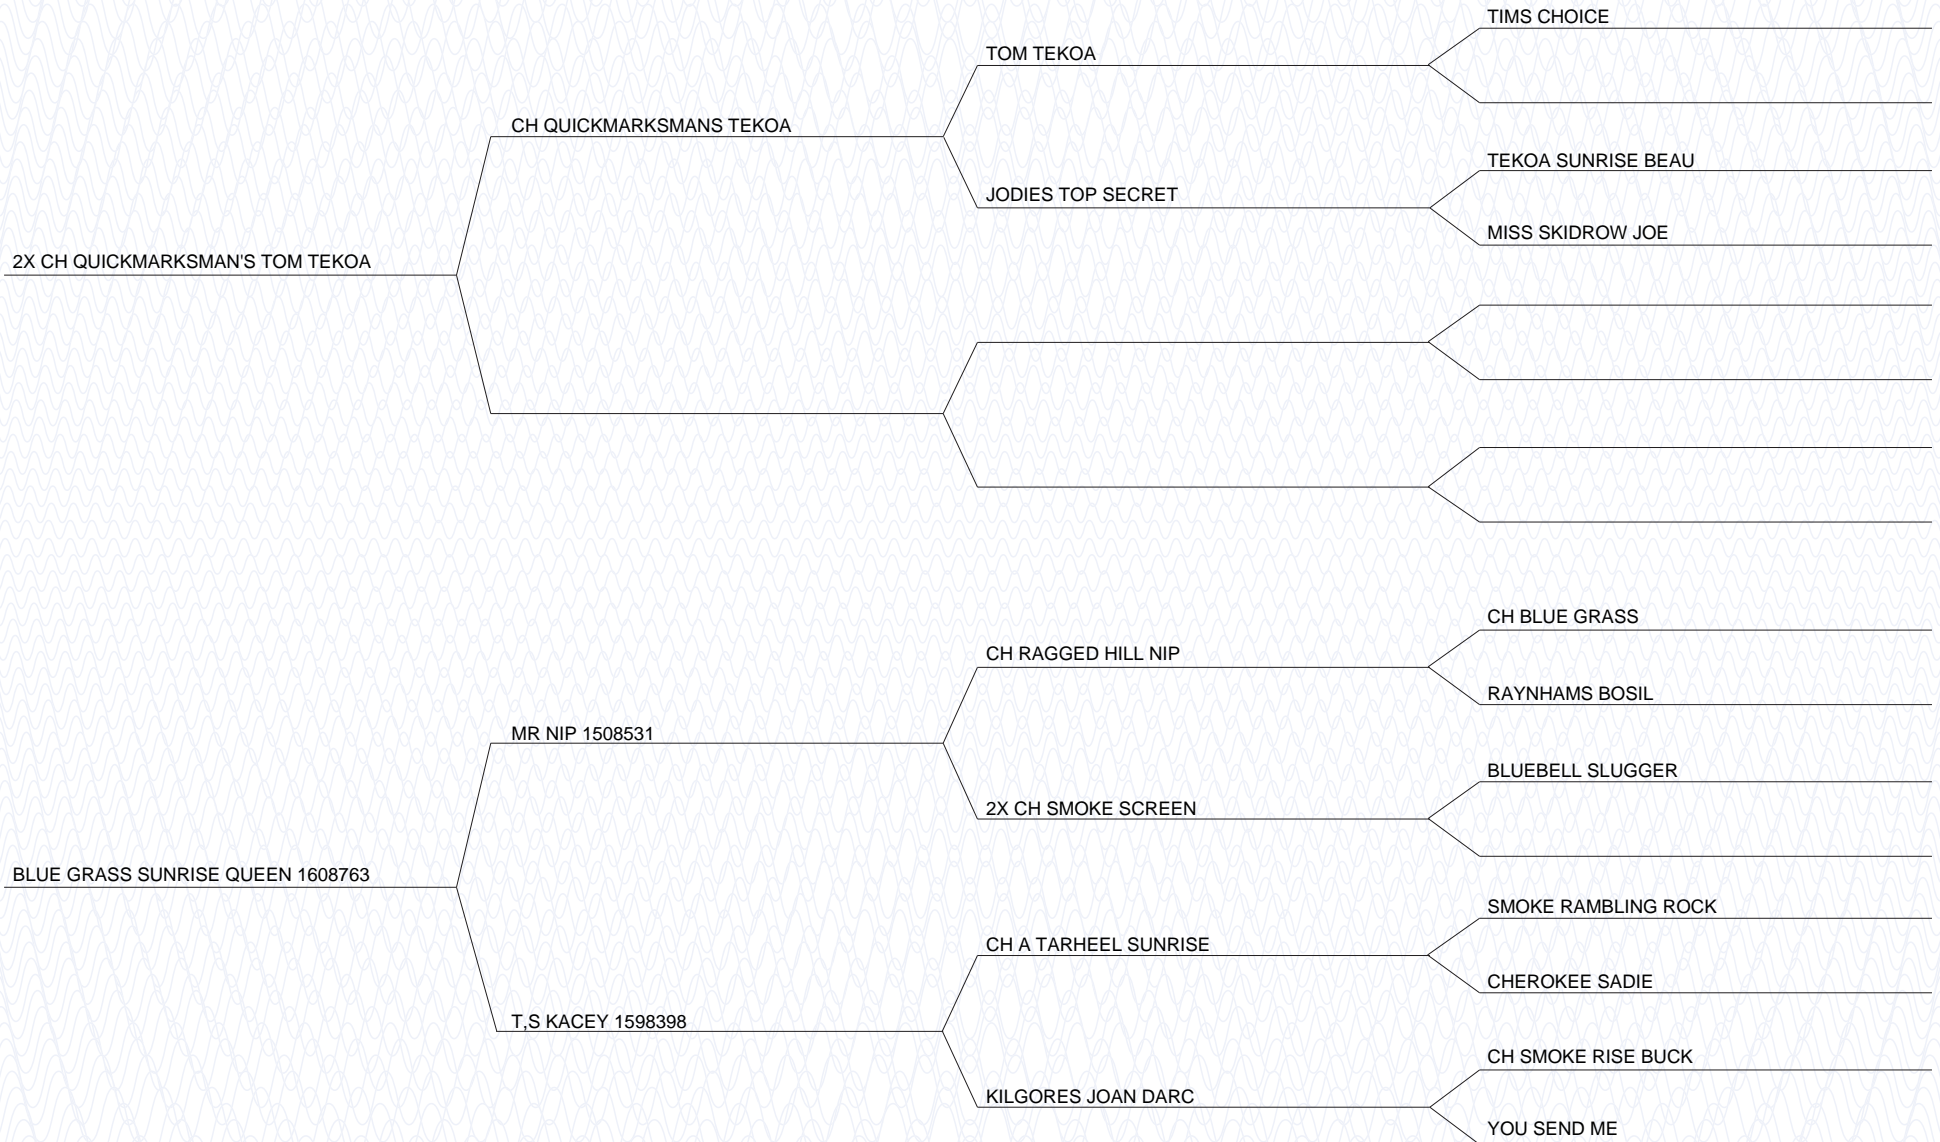 TIMS CHOICE
TOM TEKOA
CH QUICKMARKSMANS TEKOA
TEKOA SUNRISE BEAU
JODIES TOP SECRET
MISS SKIDROW JOE
2X CH QUICKMARKSMAN'S TOM TEKOA
CH BLUE GRASS
CH RAGGED HILL NIP
RAYNHAMS BOSIL
MR NIP 1508531
BLUEBELL SLUGGER
2X CH SMOKE SCREEN
BLUE GRASS SUNRISE QUEEN 1608763
SMOKE RAMBLING ROCK
CH A TARHEEL SUNRISE
CHEROKEE SADIE
T,S KACEY 1598398
CH SMOKE RISE BUCK
KILGORES JOAN DARC
YOU SEND ME